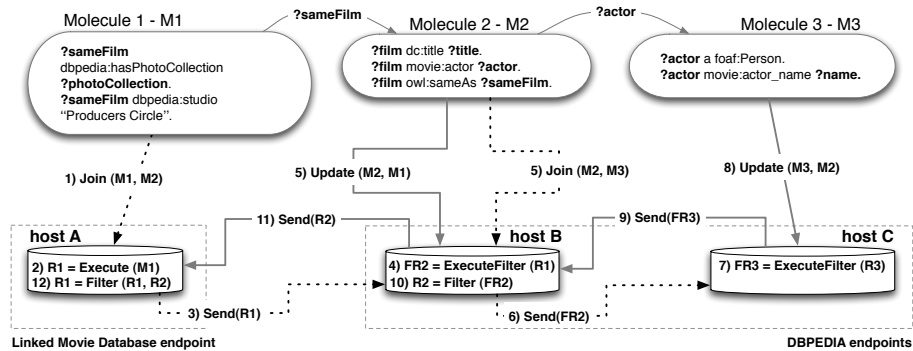 Molecule 1 - M1
?sameFilm
Molecule 2 - M2
?actor
Molecule 3 - M3
?sameFilm
dbpedia:hasPhotoCollection
?photoCollection.
?sameFilm dbpedia:studio
“Producers Circle”.
?film dc:title ?title.
?film movie:actor ?actor.
?film owl:sameAs ?sameFilm.
?actor a foaf:Person.
?actor movie:actor_name ?name.
1) Join (M1, M2)
5) Update (M2, M1)
5) Join (M2, M3)
8) Update (M3, M2)
11) Send(R2)
9) Send(FR3)
host A
host B
host C
2) R1 = Execute (M1)
12) R1 = Filter (R1, R2)
4) FR2 = ExecuteFilter (R1)
10) R2 = Filter (FR2)
7) FR3 = ExecuteFilter (R3)
3) Send(R1)
6) Send(FR2)
Linked Movie Database endpoint
DBPEDIA endpoints